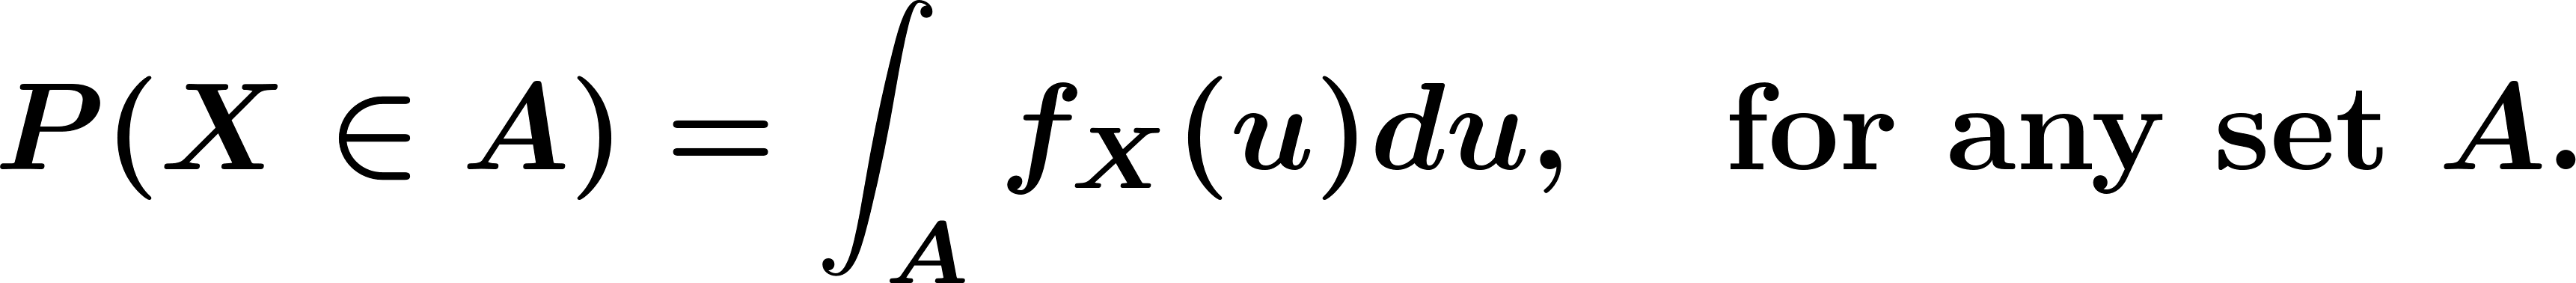 P(X ∈ A) = ∫_A f_X(u)du, for any set A.